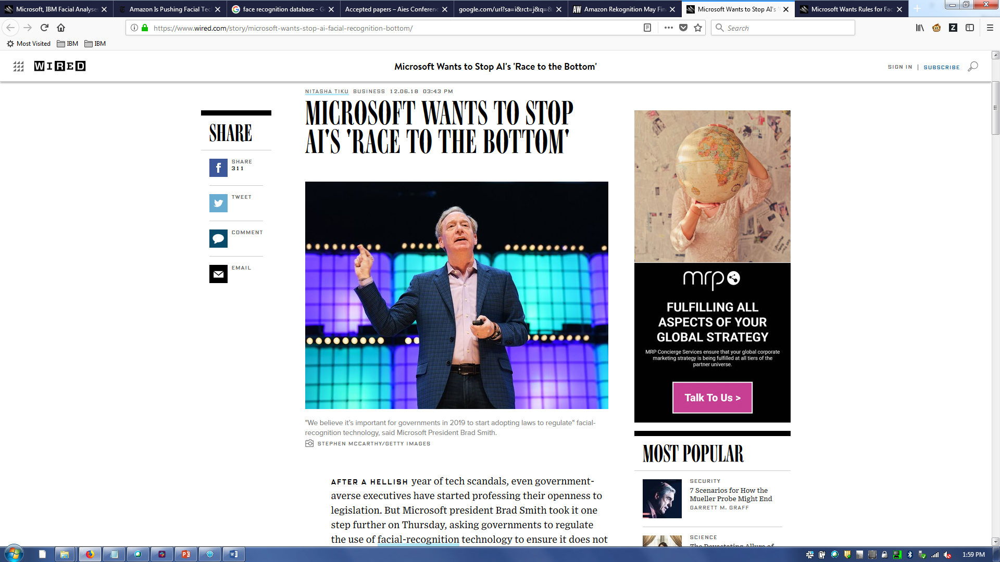 Microsoft, IBM Facial Analyse
Amazon Is Pushing Facial Tec
face recognition database - G
Accepted papers – Aies Conferenc
google.com/url?sa=i&rct=j&q=&
AW Amazon Rekognition May Fin
Microsoft Wants to Stop AI's '
Microsoft Wants Rules for Fac
https://www.wired.com/story/microsoft-wants-stop-ai-facial-recognition-bottom/
Search
Most Visited IBM IBM
WIRED
Microsoft Wants to Stop AI's 'Race to the Bottom'
SIGN IN | SUBSCRIBE
NITASHA TIKU BUSINESS 12.06.18 03:43 PM
MICROSOFT WANTS TO STOP
AI'S 'RACE TO THE BOTTOM'
SHARE
SHARE
311
TWEET
COMMENT
EMAIL
"We believe it's important for governments in 2019 to start adopting laws to regulate" facial-
recognition technology, said Microsoft President Brad Smith.
STEPHEN MCCARTHY/GETTY IMAGES
AFTER A HELLISH year of tech scandals, even government-
averse executives have started professing their openness to
legislation. But Microsoft president Brad Smith took it one
step further on Thursday, asking governments to regulate
the use of facial-recognition technology to ensure it does not
mrp
FULFILLING ALL
ASPECTS OF YOUR
GLOBAL STRATEGY
MRP Concierge Services ensure that your global corporate
marketing strategy is being fulfilled at all tiers of the
partner universe.
Talk To Us >
MOST POPULAR
SECURITY
7 Scenarios for How the
Mueller Probe Might End
GARRETT M. GRAFF
SCIENCE
The Devastating Allure of
1:59 PM